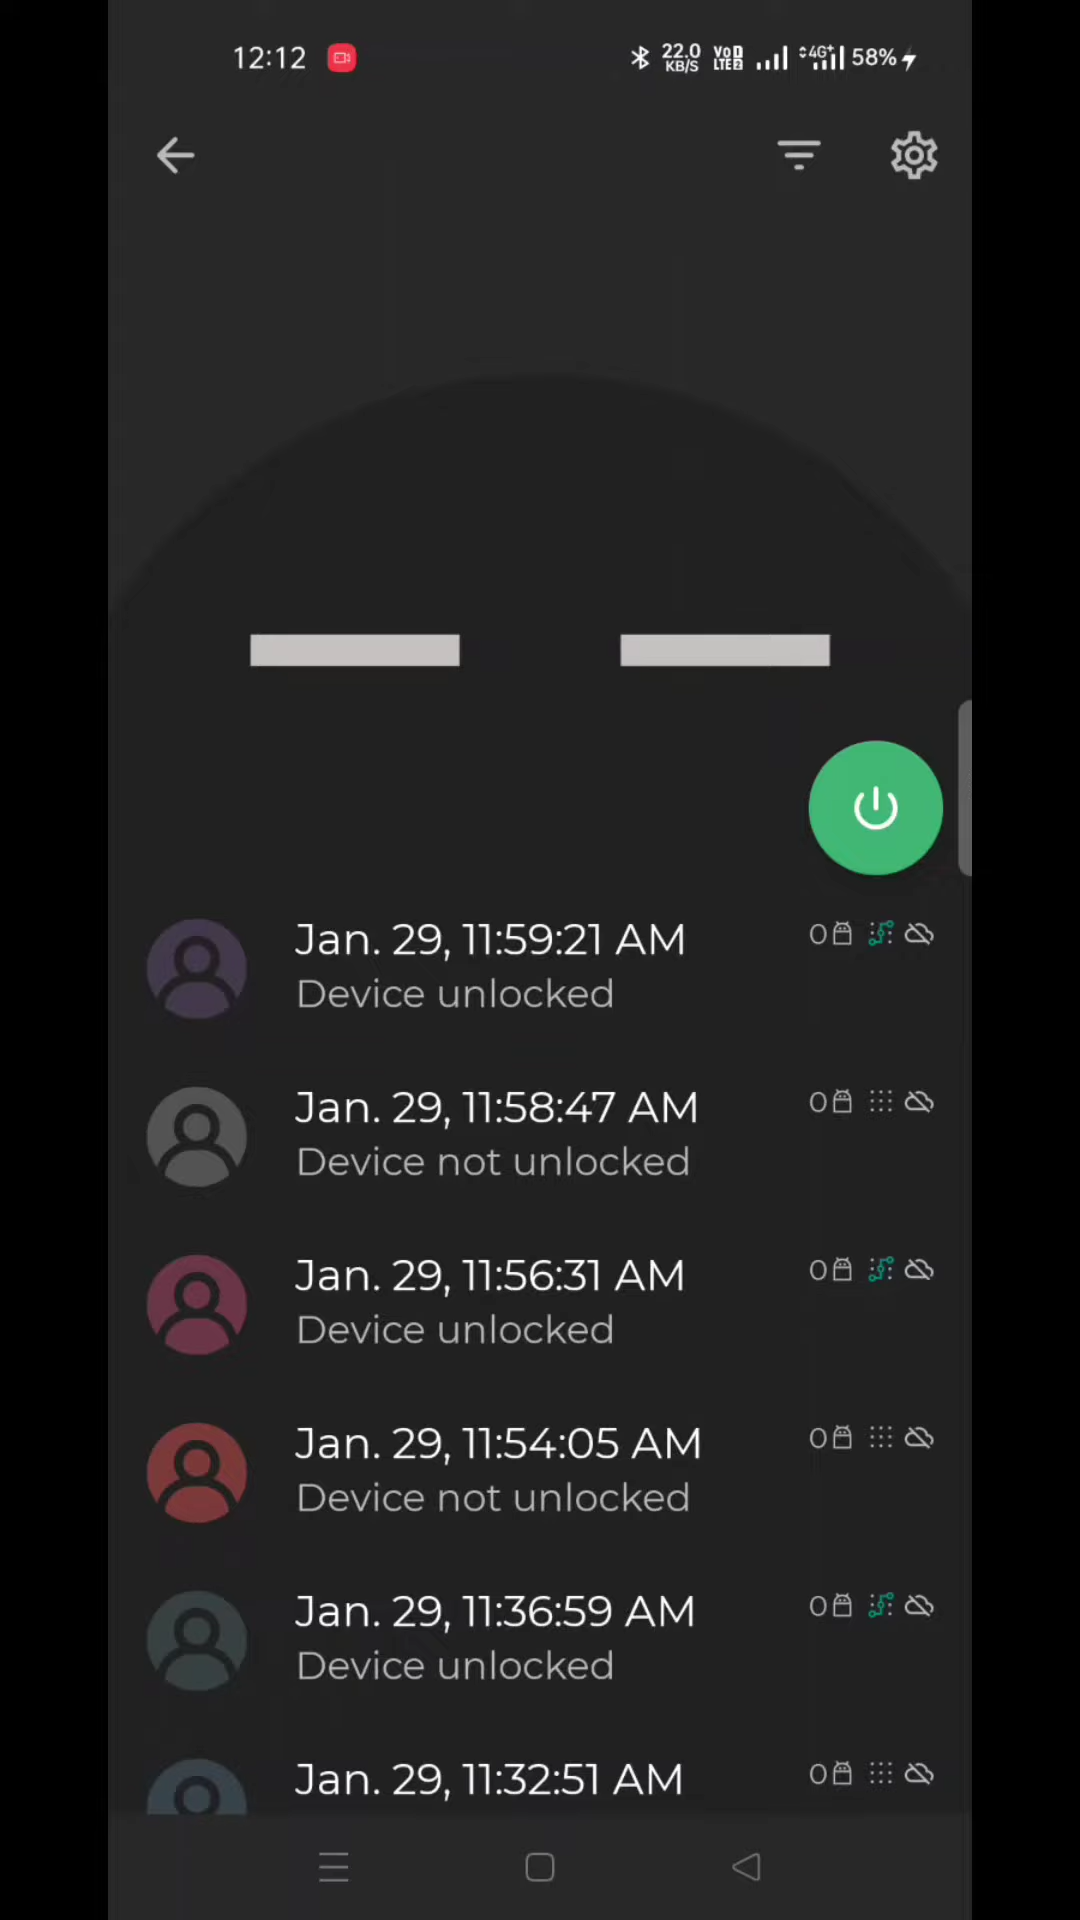 12:12 22.0 KB/S VoD LTE2 4G+ 58%
Jan. 29, 11:59:21 AM 0
Device unlocked
Jan. 29, 11:58:47 AM 0
Device not unlocked
Jan. 29, 11:56:31 AM 0
Device unlocked
Jan. 29, 11:54:05 AM 0
Device not unlocked
Jan. 29, 11:36:59 AM 0
Device unlocked
Jan. 29, 11:32:51 AM 0